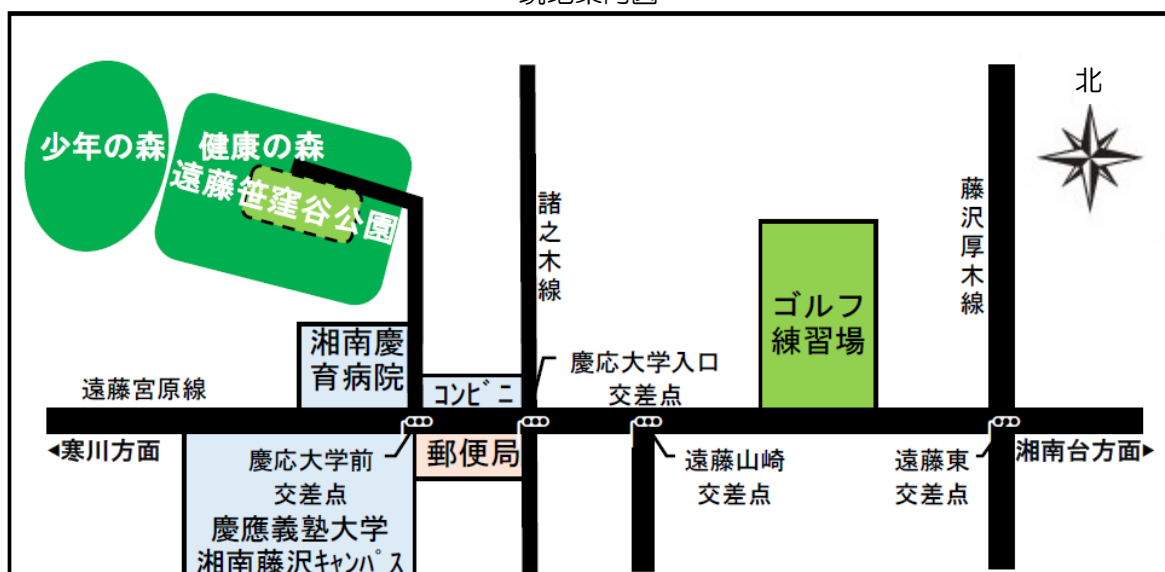 北
少年の森
健康の森
遠藤笹窪谷公園
諸之木線
藤沢厚木線
ゴルフ
練習場
湘南慶
育病院
慶応大学入口
交差点
遠藤宮原線
コンビニ
◀寒川方面
慶応大学前
交差点
郵便局
遠藤山崎
交差点
遠藤東
交差点
湘南台方面▶
慶應義塾大学
湘南藤沢キャンパス